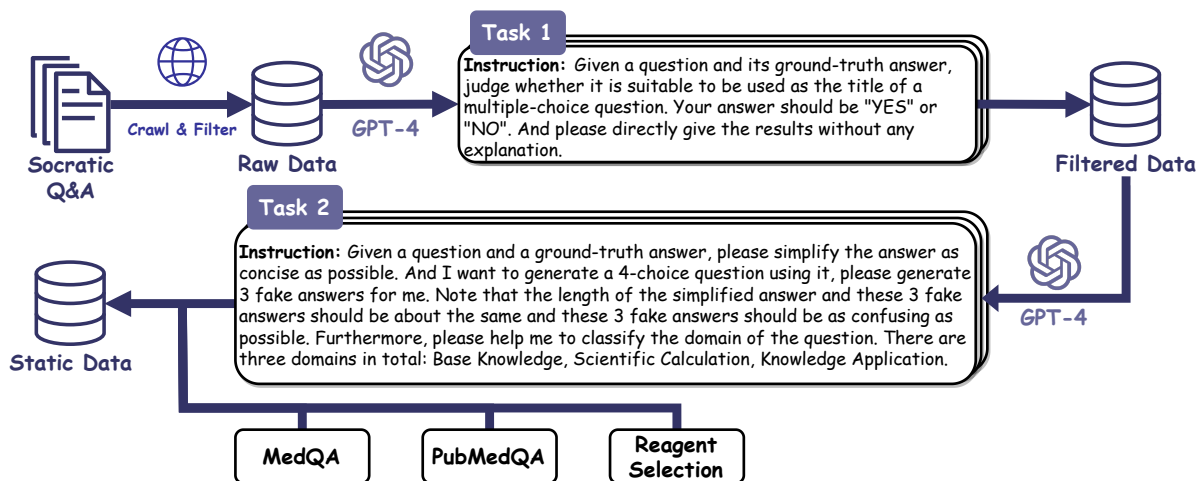 Task 1
Instruction: Given a question and its ground-truth answer,
judge whether it is suitable to be used as the title of a
multiple-choice question. Your answer should be "YES" or
"NO". And please directly give the results without any
explanation.
Crawl & Filter
GPT-4
Socratic
Q&A
Raw Data
Filtered Data
Task 2
Instruction: Given a question and a ground-truth answer, please simplify the answer as
concise as possible. And I want to generate a 4-choice question using it, please generate
3 fake answers for me. Note that the length of the simplified answer and these 3 fake
answers should be about the same and these 3 fake answers should be as confusing as
possible. Furthermore, please help me to classify the domain of the question. There are
three domains in total: Base Knowledge, Scientific Calculation, Knowledge Application.
GPT-4
Static Data
MedQA
PubMedQA
Reagent
Selection